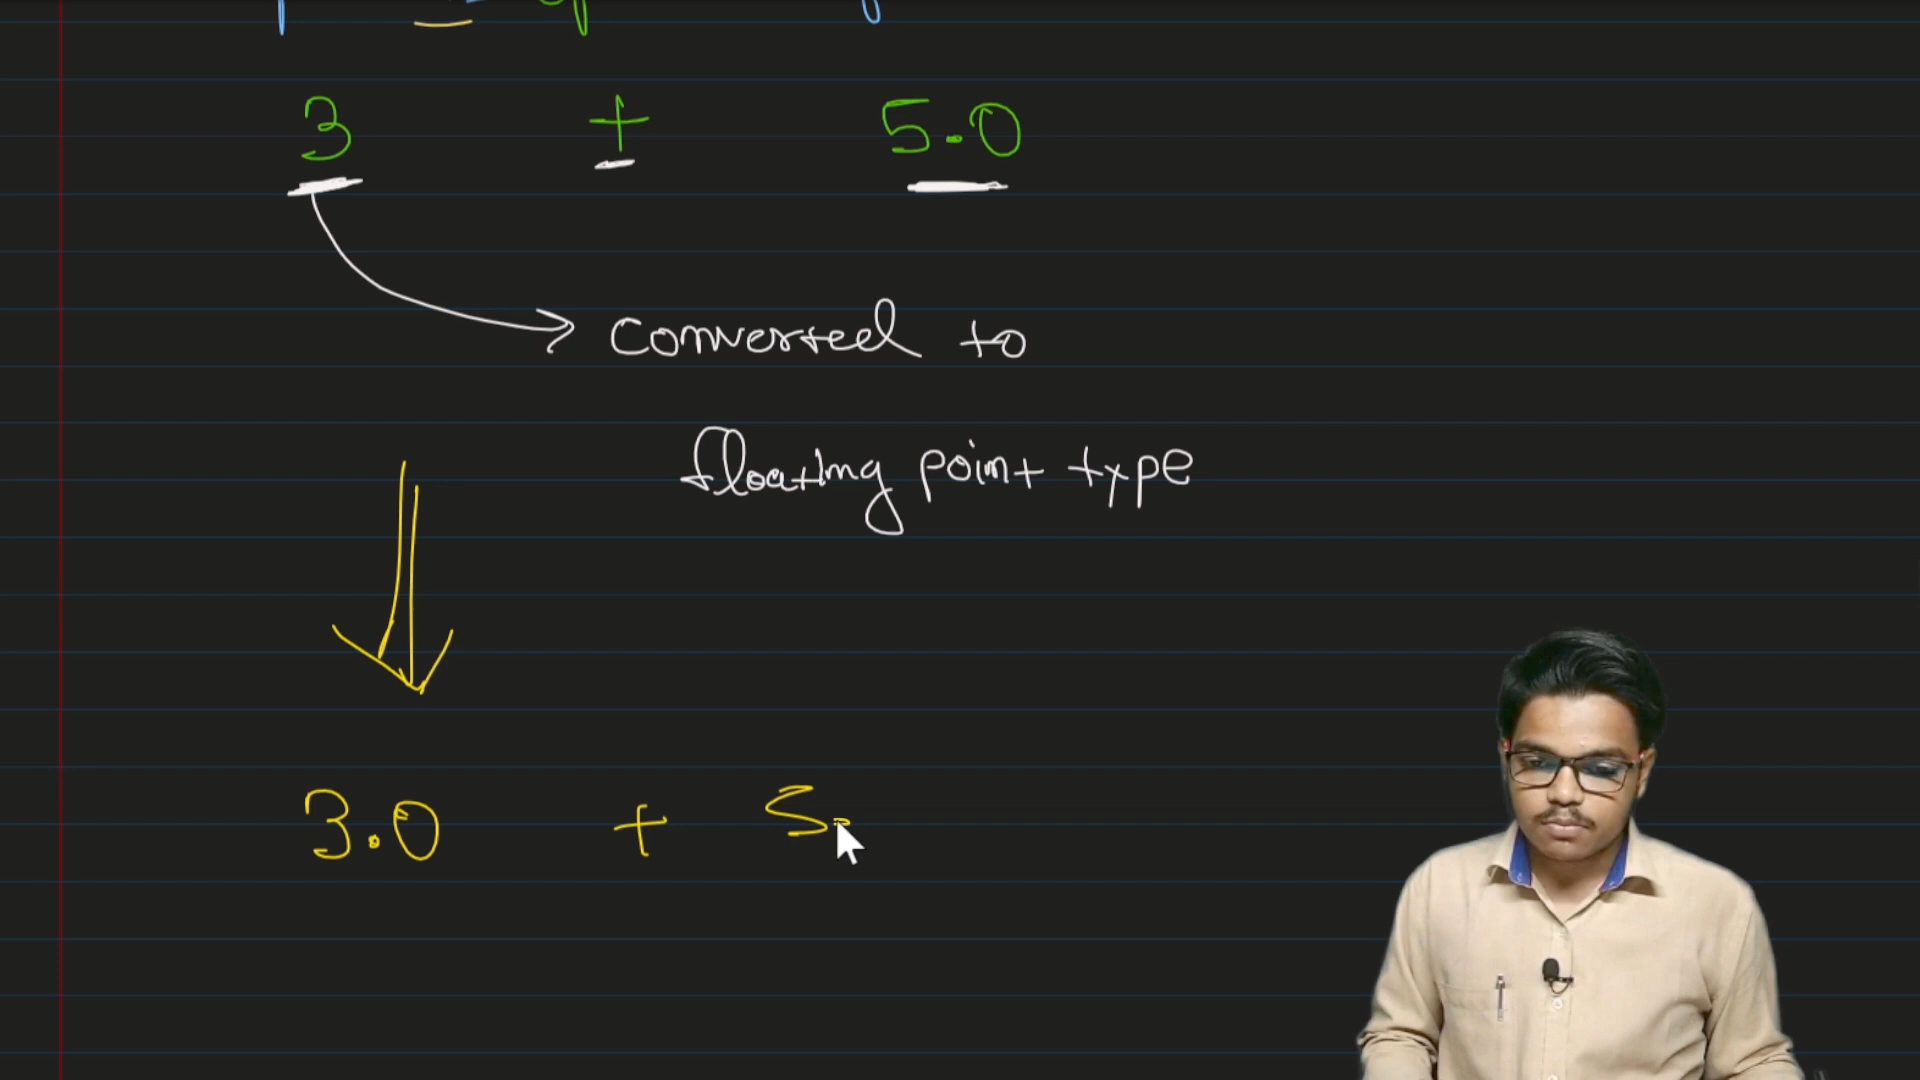 3 + 5.0
converted to
floating point type
3.0 + 5.